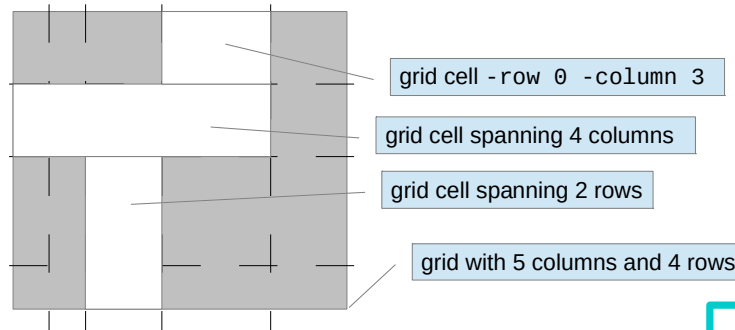 grid cell -row 0 -column 3
grid cell spanning 4 columns
grid cell spanning 2 rows
grid with 5 columns and 4 rows